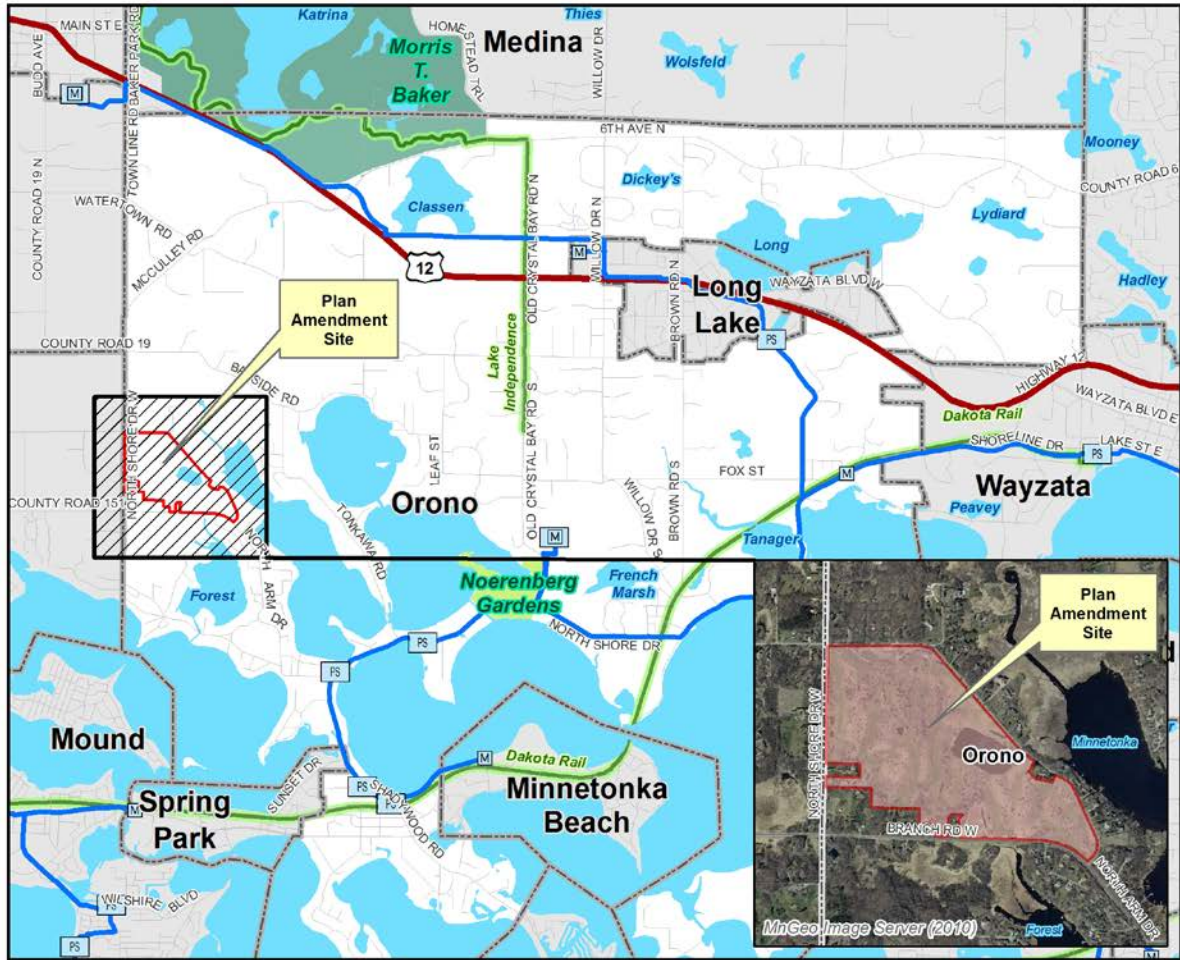 MAIN ST E
BUDD AVE
TOWN LINE RD
BAKER PARK RD
Katrina
Morris
T.
Baker
HOME
STEAD TRL
Thies
Medina
WILLOW DR
Wolsfeld
M
6TH AVE N
Mooney
COUNTY ROAD 6
COUNTY ROAD 19 N
WATERTOWN RD
MCCULLEY RD
Classen
Dickey's
Lydiard
OLD CRYSTAL BAY RD N
WILLOW DR N
M
Long
Hadley
12
BROWN RD N
WAYZATA BLVD W
Long
Lake
PS
Plan
Amendment
Site
COUNTY ROAD 19
BAYSIDE RD
Lake
Independence
HIGHWAY 12
WAYZATA BLVD E
Dakota Rail
SHORELINE DR
LAKE ST E
PS
NORTH SHORE DR W
LEAF ST
OLD CRYSTAL BAY RD S
FOX ST
M
COUNTY ROAD 151
Orono
WILLOW DR S
BROWN RD S
Wayzata
Peavey
TONKAWA RD
Tanager
M
NORTH ARM DR
Forest
Noerenberg
Gardens
French
Marsh
NORTH SHORE DR
PS
PS
Mound
SUNSET DR
Dakota Rail
M
PS
PS
SHADYWOOD RD
Minnetonka
Beach
Spring
Park
M
WILSHIRE BLVD
PS
PS
Plan
Amendment
Site
NORTH SHORE DR W
Orono
Minnetonka
BRANCH RD W
NORTH ARM DR
Forest
MnGeo Image Server (2010)